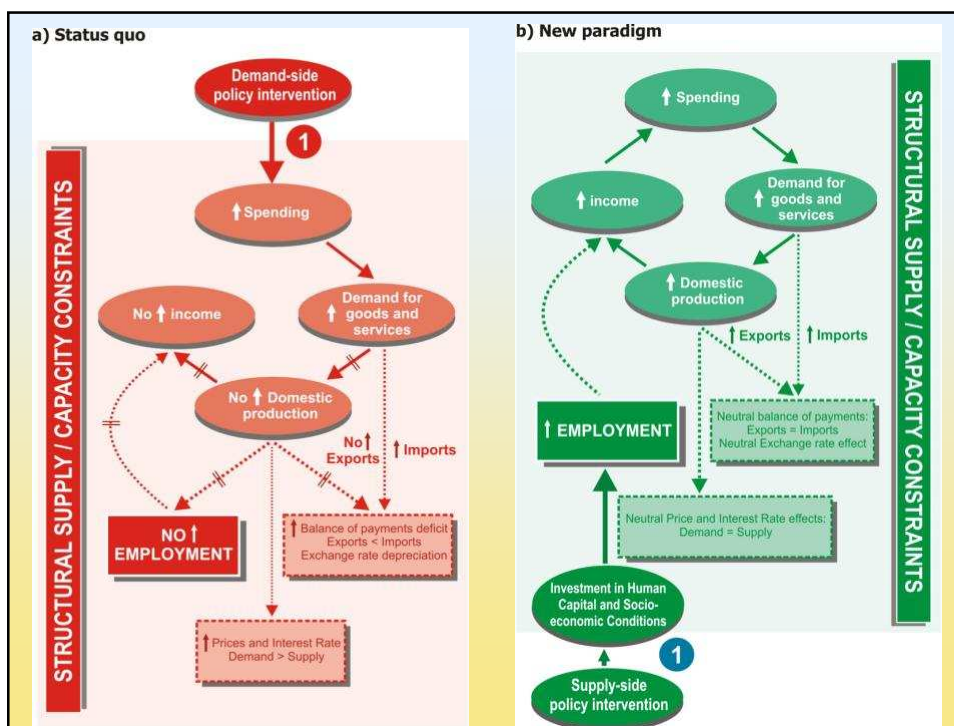 a) Status quo
Demand-side
policy intervention
1
STRUCTURAL SUPPLY / CAPACITY CONSTRAINTS
Spending
No income
Demand for
goods and
services
No Domestic
production
No
Exports
Imports
NO
EMPLOYMENT
Balance of payments deficit
Exports < Imports
Exchange rate depreciation
Prices and Interest Rate
Demand > Supply
b) New paradigm
Spending
income
Demand for
goods and
services
Domestic
production
Exports
Imports
EMPLOYMENT
Neutral balance of payments:
Exports = Imports
Neutral Exchange rate effect
Neutral Price and Interest Rate effects:
Demand = Supply
Investment in Human
Capital and Socio-
economic Conditions
1
Supply-side
policy intervention
STRUCTURAL SUPPLY / CAPACITY CONSTRAINTS